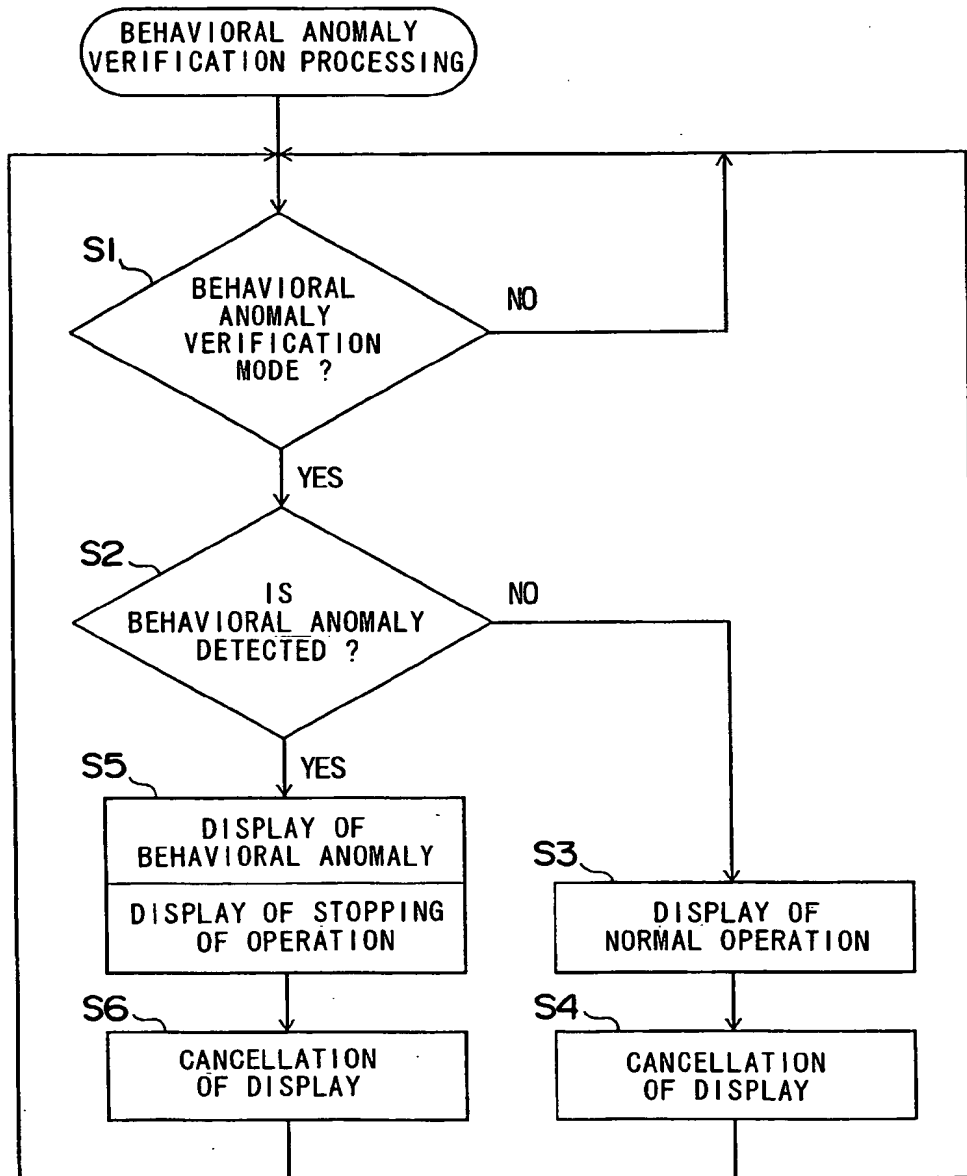 BEHAVIORAL ANOMALY
VERIFICATION PROCESSING
S1
BEHAVIORAL
ANOMALY
VERIFICATION
MODE ?
NO
YES
S2
IS
BEHAVIORAL ANOMALY
DETECTED ?
NO
YES
S5
DISPLAY OF
BEHAVIORAL ANOMALY
DISPLAY OF STOPPING
OF OPERATION
S3
DISPLAY OF
NORMAL OPERATION
S6
CANCELLATION
OF DISPLAY
S4
CANCELLATION
OF DISPLAY